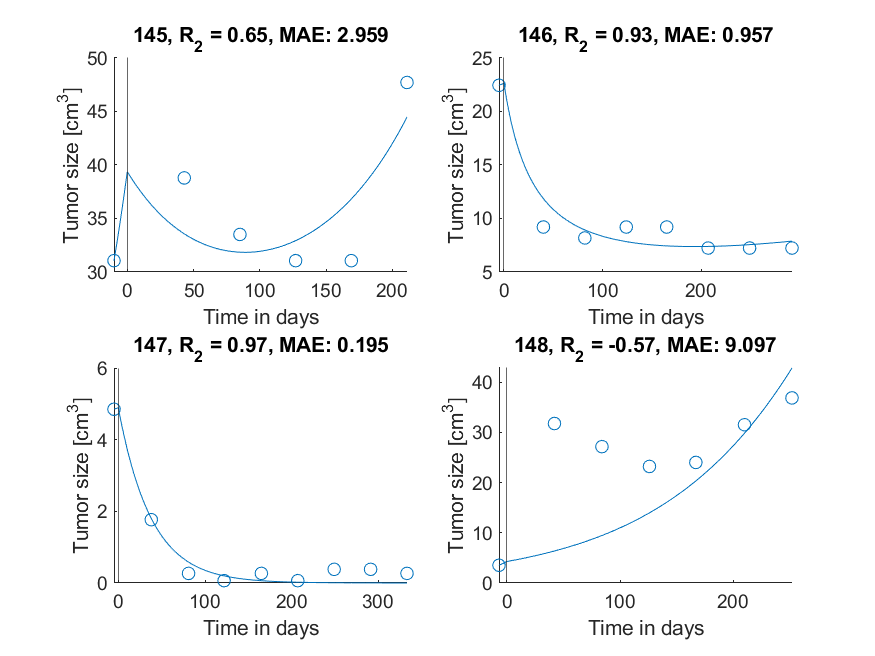 145, R2 = 0.65, MAE: 2.959
50
45
40
35
30
Tumor size [cm3]
0
50
100
150
200
Time in days
146, R2 = 0.93, MAE: 0.957
25
20
15
10
5
Tumor size [cm3]
0
100
200
Time in days
147, R2 = 0.97, MAE: 0.195
6
4
2
0
Tumor size [cm3]
0
100
200
300
Time in days
148, R2 = -0.57, MAE: 9.097
40
30
20
10
0
Tumor size [cm3]
0
100
200
Time in days